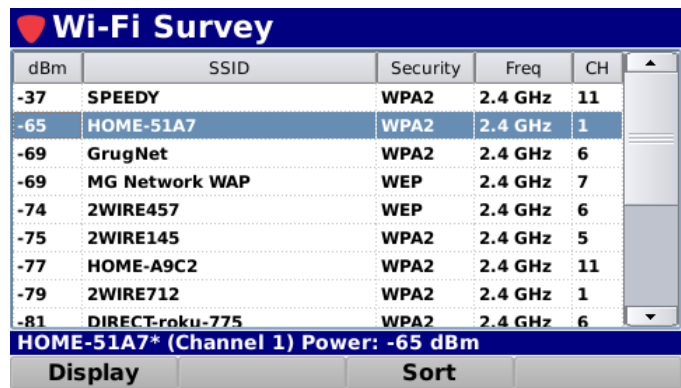 Wi-Fi Survey
dBm SSID Security Freq CH
-37 SPEEDY WPA2 2.4 GHz 11
-65 HOME-51A7 WPA2 2.4 GHz 1
-69 GrugNet WPA2 2.4 GHz 6
-69 MG Network WAP WEP 2.4 GHz 7
-74 2WIRE457 WEP 2.4 GHz 6
-75 2WIRE145 WPA2 2.4 GHz 5
-77 HOME-A9C2 WPA2 2.4 GHz 11
-79 2WIRE712 WPA2 2.4 GHz 1
-81 DIRECT-roku-775 WPA2 2.4 GHz 6
HOME-51A7* (Channel 1) Power: -65 dBm
Display Sort